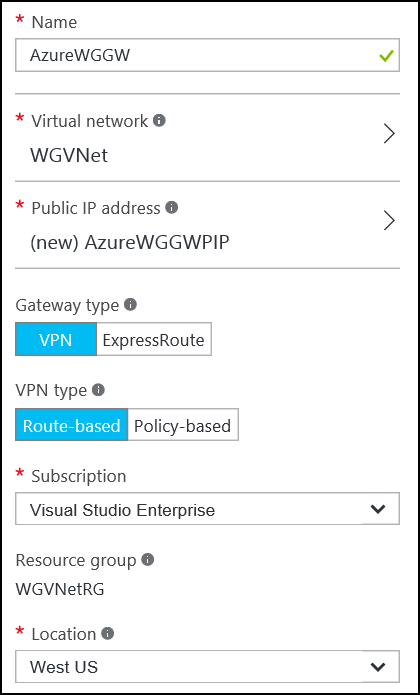 * Name
AzureWGGW
* Virtual network
WGVNet
* Public IP address
(new) AzureWGGWPIP
Gateway type
VPN ExpressRoute
VPN type
Route-based Policy-based
* Subscription
Visual Studio Enterprise
Resource group
WGVNetRG
* Location
West US